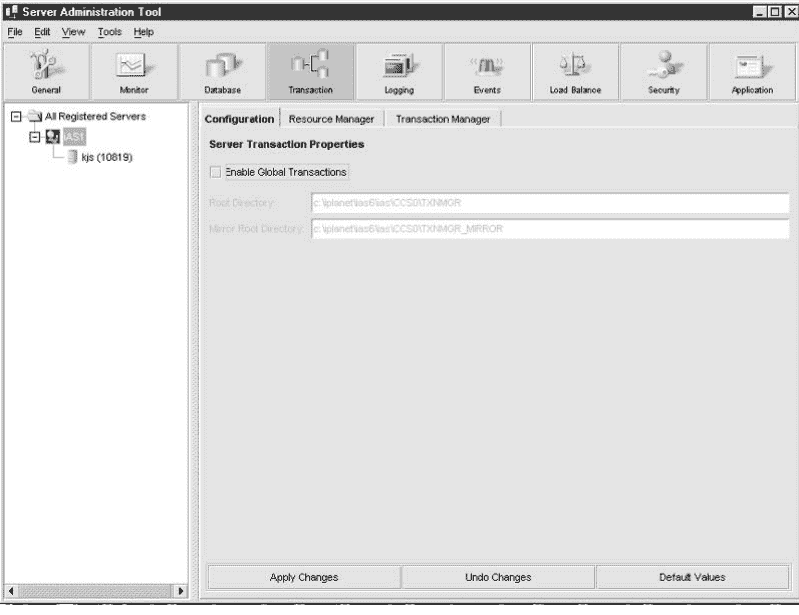 Server Administration Tool
File Edit View Tools Help
General Monitor Database Transaction Logging Events Load Balance Security Application
All Registered Servers
iAS1
kjs (10819)
Configuration Resource Manager Transaction Manager
Server Transaction Properties
Enable Global Transactions
Root Directory: c:\iplanet\ias6\ias\CCS0\TXNMGR
Mirror Root Directory: c:\iplanet\ias6\ias\CCS0\TXNMGR_MIRROR
Apply Changes Undo Changes Default Values